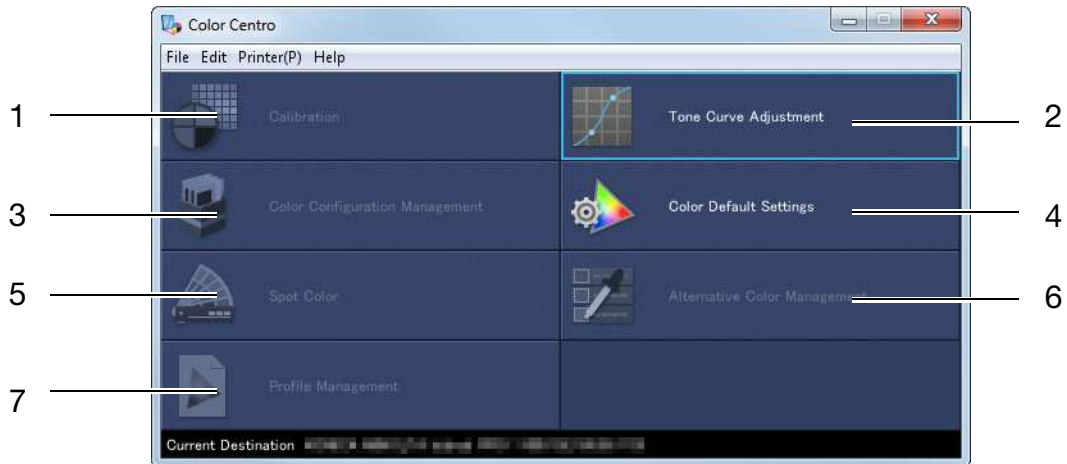 Color Centro
File Edit Printer(P) Help
1 Calibration Tone Curve Adjustment 2
3 Color Configuration Management Color Default Settings 4
5 Spot Color Alternative Color Management 6
7 Profile Management
Current Destination